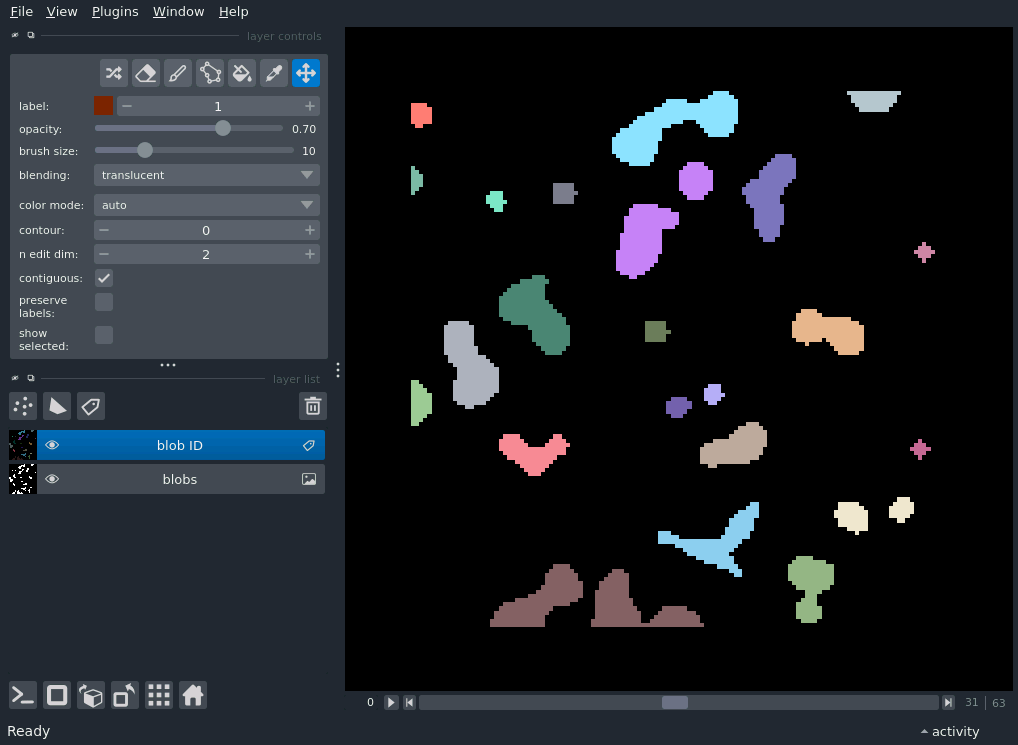 File View Plugins Window Help
layer controls
label: 1
opacity: 0.70
brush size: 10
blending: translucent
color mode: auto
contour: 0
n edit dim: 2
contiguous:
preserve
labels:
show
selected:
layer list
blob ID
blobs
0 31 | 63
Ready activity